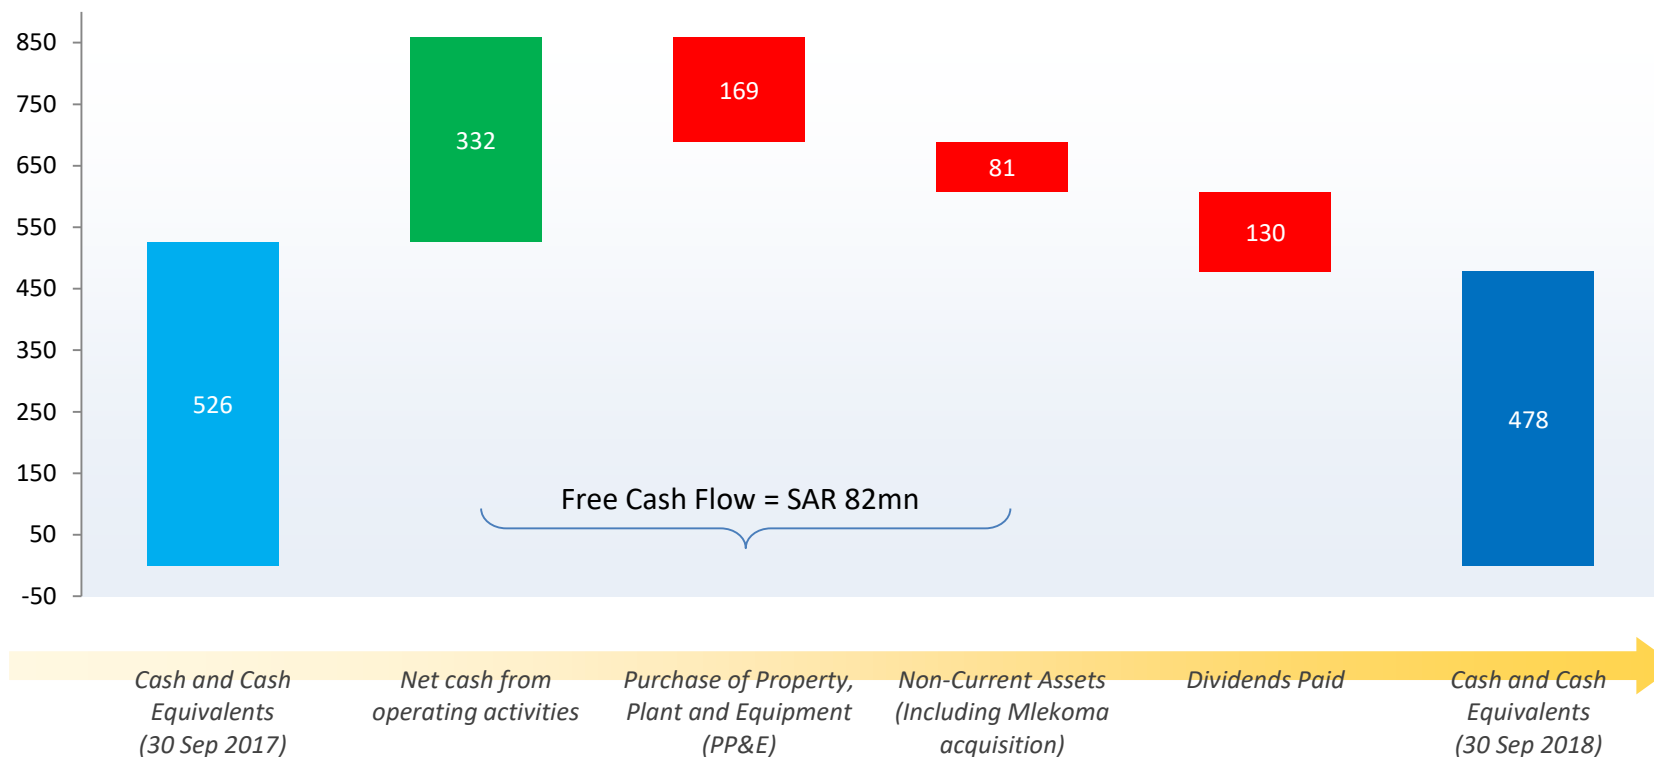 850
750
650
550
450
350
250
150
50
-50
526
332
169
81
130
478
Free Cash Flow = SAR 82mn
Cash and Cash
Equivalents
(30 Sep 2017)
Net cash from
operating activities
Purchase of Property,
Plant and Equipment
(PP&E)
Non-Current Assets
(Including Mlekoma
acquisition)
Dividends Paid
Cash and Cash
Equivalents
(30 Sep 2018)